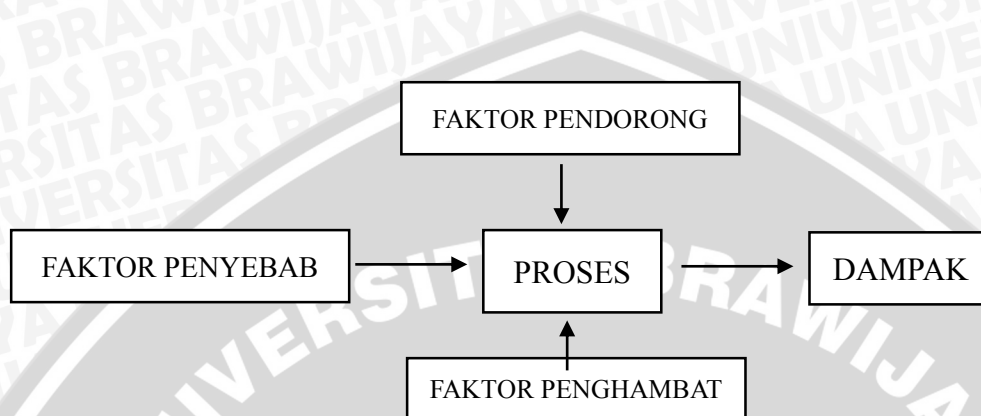 FAKTOR PENDORONG
FAKTOR PENYEBAB
PROSES
DAMPAK
FAKTOR PENGHAMBAT